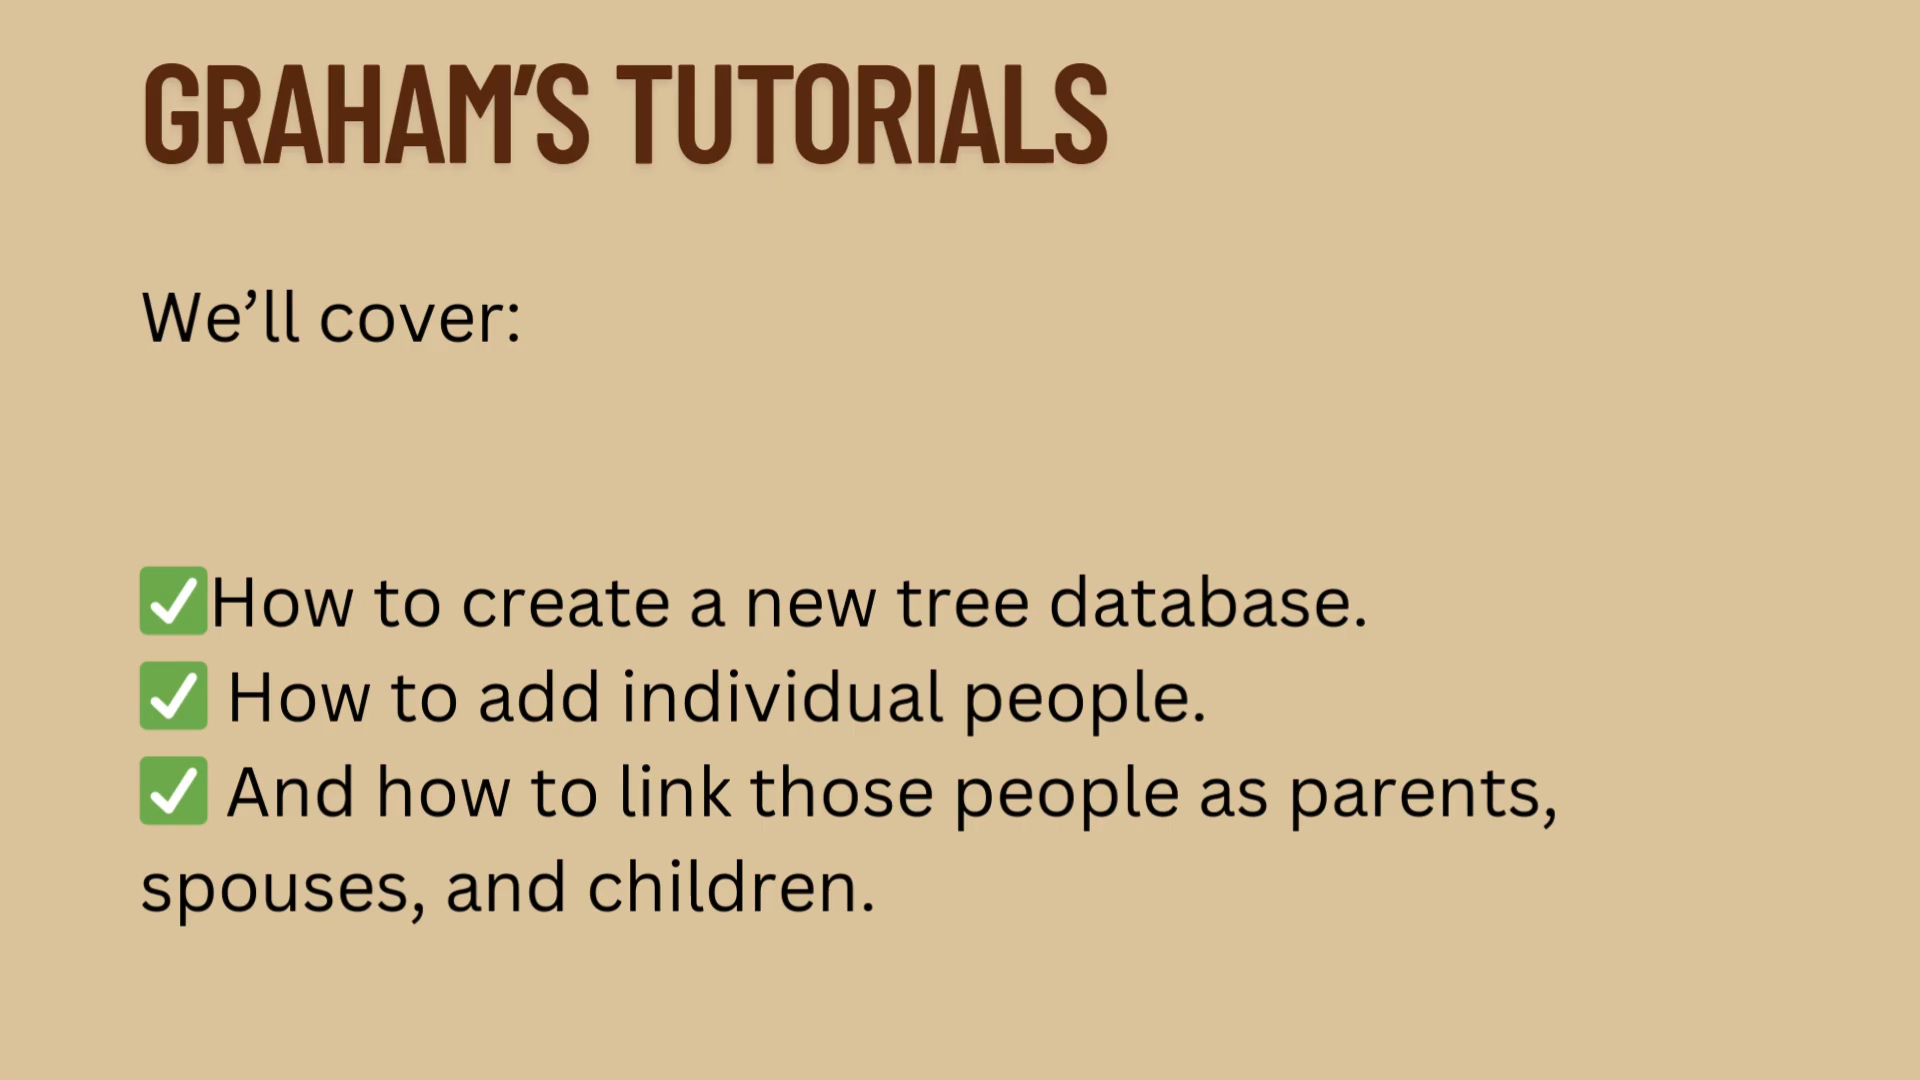 GRAHAM’S TUTORIALS
We’ll cover:
✅How to create a new tree database.
✅ How to add individual people.
✅ And how to link those people as parents,
spouses, and children.